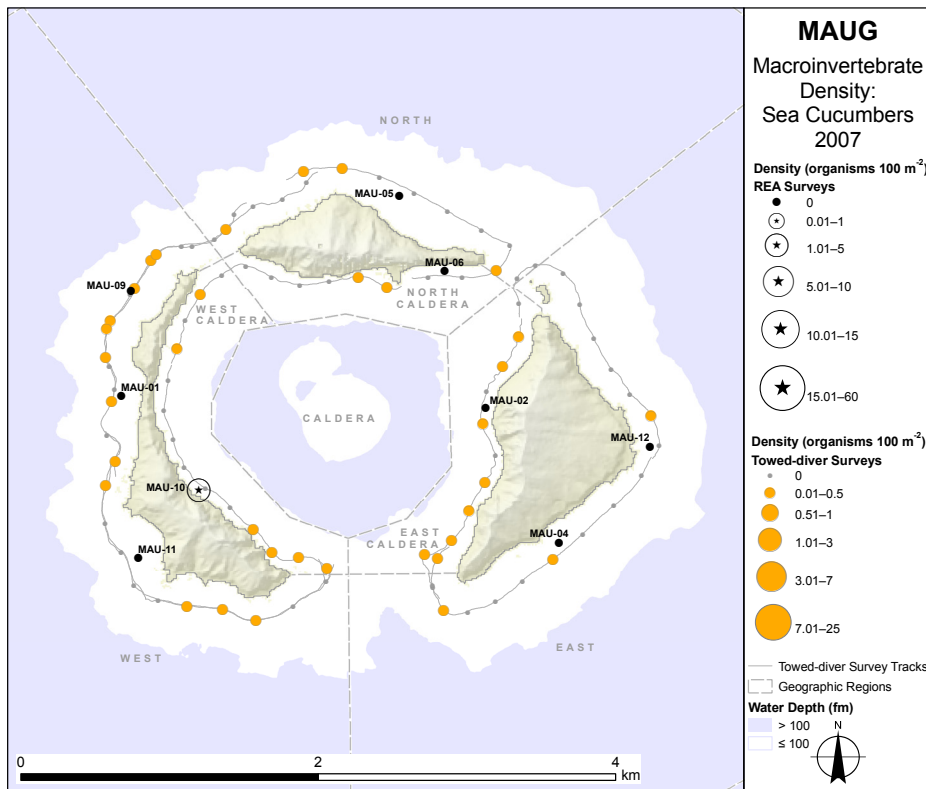 MAUG
Macroinvertebrate
Density:
Sea Cucumbers
2007
Density (organisms 100 m⁻²)
REA Surveys
0
0.01–1
1.01–5
5.01–10
10.01–15
15.01–60
Density (organisms 100 m⁻²)
Towed-diver Surveys
0
0.01–0.5
0.51–1
1.01–3
3.01–7
7.01–25
Towed-diver Survey Tracks
Geographic Regions
Water Depth (fm)
> 100
≤ 100
N
NORTH
MAU-05
MAU-06
MAU-09
NORTH
CALDERA
WEST
CALDERA
MAU-01
MAU-02
CALDERA
MAU-12
MAU-10
EAST
CALDERA
MAU-04
MAU-11
WEST
EAST
0
2
4
km